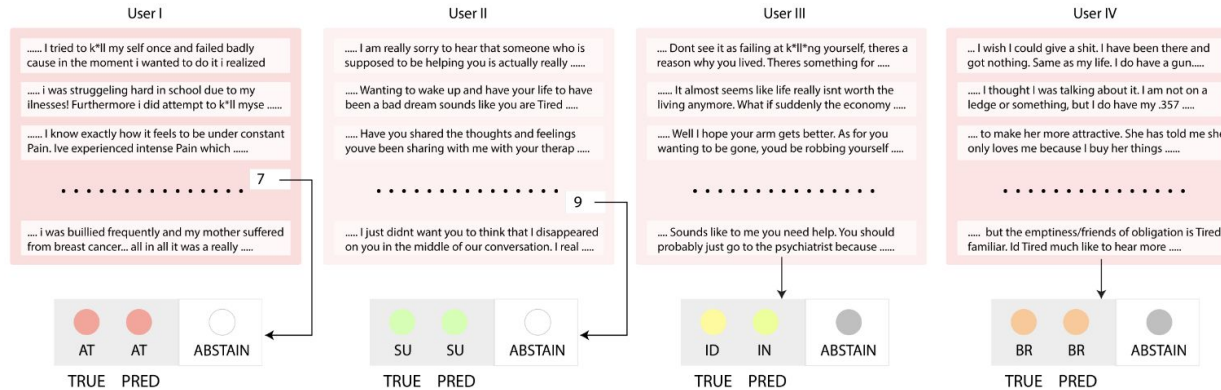 User I
...... I tried to k*ll my self once and failed badly
cause in the moment i wanted to do it i realized
..... i was struggeling hard in school due to my
ilnesses! Furthermore i did attempt to k*ll myse ......
...... I know exactly how it feels to be under constant
Pain. Ive experienced intense Pain which ......
7
.... i was buillied frequently and my mother suffered
from breast cancer... all in all it was a really .....
AT
AT
ABSTAIN
TRUE
PRED
User II
..... I am really sorry to hear that someone who is
supposed to be helping you is actually really ......
..... Wanting to wake up and have your life to have
been a bad dream sounds like you are Tired .....
..... Have you shared the thoughts and feelings
youve been sharing with me with your therap .....
9
..... I just didnt want you to think that I disappeared
on you in the middle of our conversation. I real .....
SU
SU
ABSTAIN
TRUE
PRED
User III
.... Dont see it as failing at k*ll*ng yourself, theres a
reason why you lived. Theres something for ......
..... It almost seems like life really isnt worth the
living anymore. What if suddenly the economy .....
..... Well I hope your arm gets better. As for you
wanting to be gone, youd be robbing yourself .....
.... Sounds like to me you need help. You should
probably just go to the psychiatrist because ......
ID
IN
ABSTAIN
TRUE
PRED
User IV
... I wish I could give a shit. I have been there and
got nothing. Same as my life. I do have a gun.....
..... I thought I was talking about it. I am not on a
ledge or something, but I do have my .357 .....
.... to make her more attractive. She has told me she
only loves me because I buy her things ......
..... but the emptiness/friends of obligation is Tired
familiar. Id Tired much like to hear more .....
BR
BR
ABSTAIN
TRUE
PRED